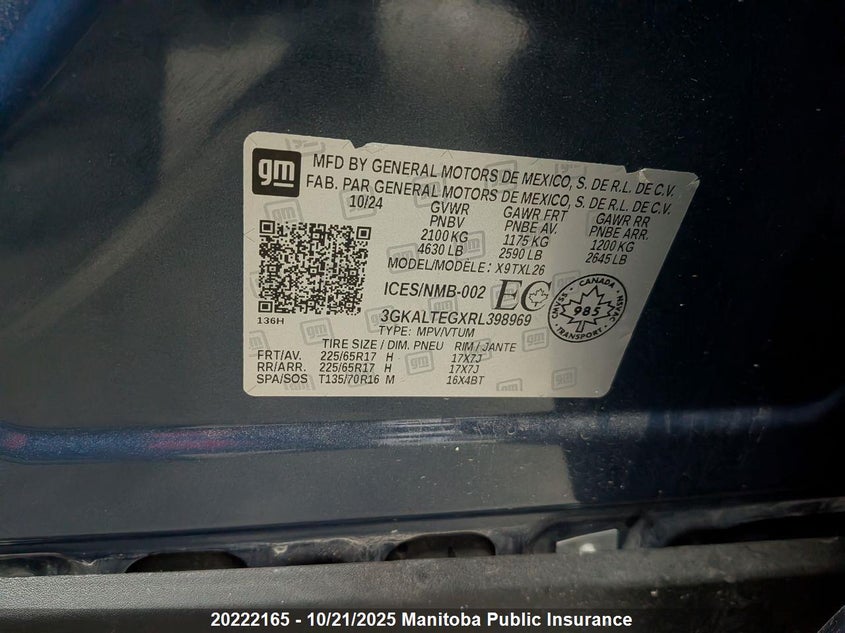 gm
MFD BY GENERAL MOTORS DE MEXICO, S. DE R.L. DE C.V.
FAB. PAR GENERAL MOTORS DE MEXICO, S. DE R.L. DE C.V.
10/24 GVWR GAWR FRT GAWR RR
PNBV PNBE AV. PNBE ARR.
2100 KG 1175 KG 1200 KG
4630 LB 2590 LB 2645 LB
MODEL/MODÈLE: X9TXL26
ICES/NMB-002 EC
CANADA CMVSS NSVAC 985 TRANSPORT
136H
3GKALTEGXRL398969
TYPE: MPV/VTUM
TIRE SIZE / DIM. PNEU RIM / JANTE
FRT/AV. 225/65R17 H 17X7J
RR/ARR. 225/65R17 H 17X7J
SPA/SOS T135/70R16 M 16X4BT
20222165 - 10/21/2025 Manitoba Public Insurance